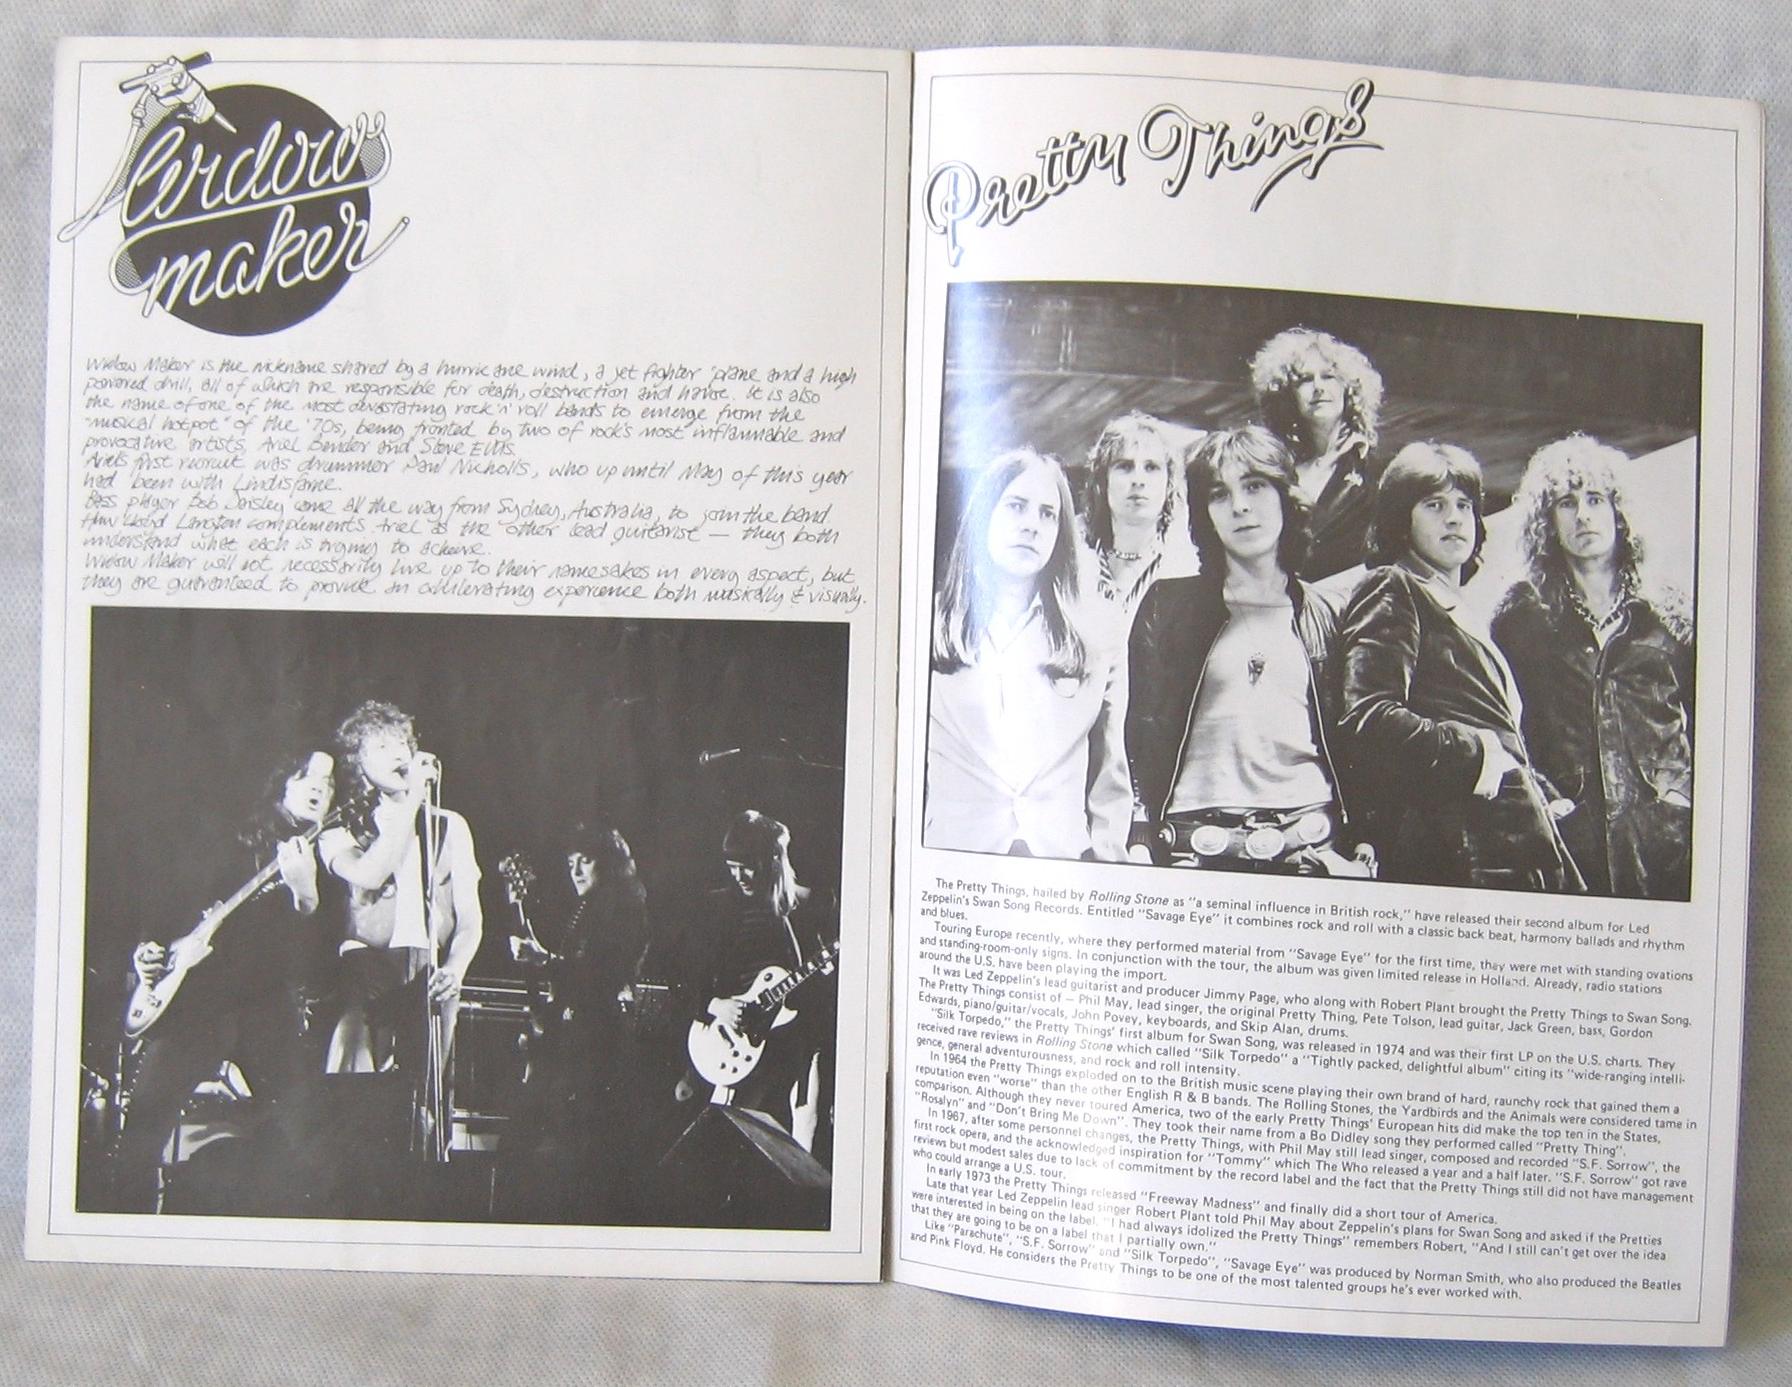 Widow
maker
Widow Maker is the nickname shared by a hurricane wind, a jet fighter 'plane and a high
powered drill, all of which are responsible for death, destruction and havoc. It is also
the name of one of the most devastating rock 'n' roll bands to emerge from the
"musical hotpot" of the '70s, being fronted by two of rock's most inflammable and
provocative artists, Ariel Bender and Steve Ellis.
Ariel's first recruit was drummer Paul Nicholls, who up until May of this year
had been with Lindisfarne.
Bass player Bob Daisley came all the way from Sydney, Australia, to join the band.
Huw Lloyd Langton complements Ariel as the other lead guitarist — they both
understand what each is trying to achieve.
Widow Maker will not necessarily live up to their namesakes in every aspect, but
they are guaranteed to provide an exhilerating experience both musically & visually.
Pretty Things
The Pretty Things, hailed by Rolling Stone as "a seminal influence in British rock," have released their second album for Led
Zeppelin's Swan Song Records. Entitled "Savage Eye" it combines rock and roll with a classic back beat, harmony ballads and rhythm
and blues.
Touring Europe recently, where they performed material from "Savage Eye" for the first time, they were met with standing ovations
and standing-room-only signs. In conjunction with the tour, the album was given limited release in Holland. Already, radio stations
around the U.S. have been playing the import.
It was Led Zeppelin's lead guitarist and producer Jimmy Page, who along with Robert Plant brought the Pretty Things to Swan Song.
The Pretty Things consist of — Phil May, lead singer, the original Pretty Thing, Pete Tolson, lead guitar, Jack Green, bass, Gordon
Edwards, piano/guitar/vocals, John Povey, keyboards, and Skip Alan, drums.
"Silk Torpedo," the Pretty Things' first album for Swan Song, was released in 1974 and was their first LP on the U.S. charts. They
received rave reviews in Rolling Stone which called "Silk Torpedo" a "Tightly packed, delightful album" citing its "wide-ranging intelli-
gence, general adventurousness, and rock and roll intensity.
In 1964 the Pretty Things exploded on to the British music scene playing their own brand of hard, raunchy rock that gained them a
reputation even "worse" than the other English R & B bands. The Rolling Stones, the Yardbirds and the Animals were considered tame in
comparison. Although they never toured America, two of the early Pretty Things' European hits did make the top ten in the States,
"Rosalyn" and "Don't Bring Me Down". They took their name from a Bo Didley song they performed called "Pretty Thing".
In 1967, after some personnel changes, the Pretty Things, with Phil May still lead singer, composed and recorded "S.F. Sorrow", the
first rock opera, and the acknowledged inspiration for "Tommy" which The Who released a year and a half later. "S.F. Sorrow" got rave
reviews but modest sales due to lack of commitment by the record label and the fact that the Pretty Things still did not have management
who could arrange a U.S. tour.
In early 1973 the Pretty Things released "Freeway Madness" and finally did a short tour of America.
Late that year Led Zeppelin lead singer Robert Plant told Phil May about Zeppelin's plans for Swan Song and asked if the Pretties
were interested in being on the label. "I had always idolized the Pretty Things" remembers Robert, "And I still can't get over the idea
that they are going to be on a label that I partially own."
Like "Parachute", "S.F. Sorrow" and "Silk Torpedo", "Savage Eye" was produced by Norman Smith, who also produced the Beatles
and Pink Floyd. He considers the Pretty Things to be one of the most talented groups he's ever worked with.